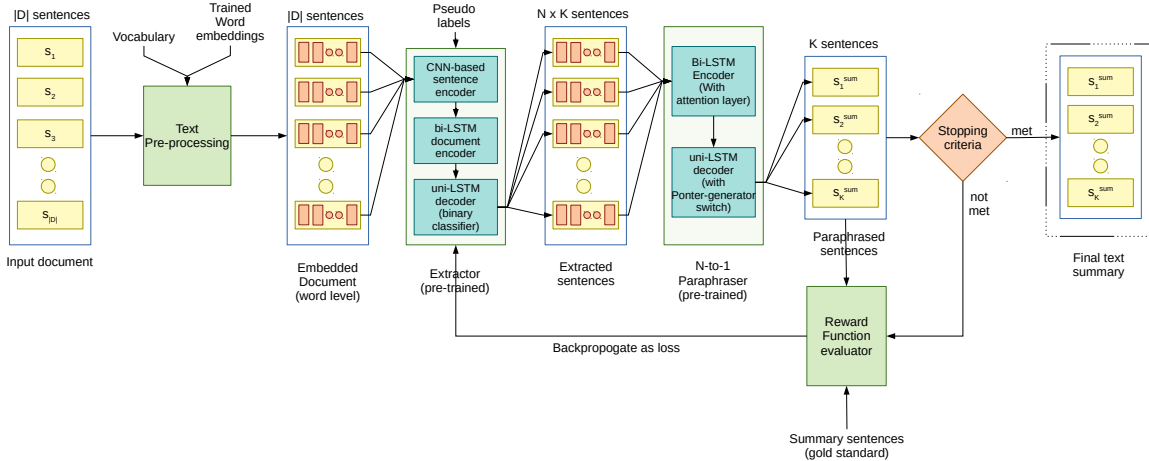 |D| sentences
s1
s2
s3
s|D|
Input document
Vocabulary
Trained
Word
embeddings
Text
Pre-processing
|D| sentences
Embedded
Document
(word level)
Pseudo
labels
CNN-based
sentence
encoder
bi-LSTM
document
encoder
uni-LSTM
decoder
(binary
classifier)
Extractor
(pre-trained)
N x K sentences
Extracted
sentences
Bi-LSTM
Encoder
(With
attention layer)
uni-LSTM
decoder
(with
Ponter-generator
switch)
N-to-1
Paraphraser
(pre-trained)
K sentences
s1sum
s2sum
sKsum
Paraphrased
sentences
Stopping
criteria
met
not
met
s1sum
s2sum
sKsum
Final text
summary
Reward
Function
evaluator
Backpropogate as loss
Summary sentences
(gold standard)